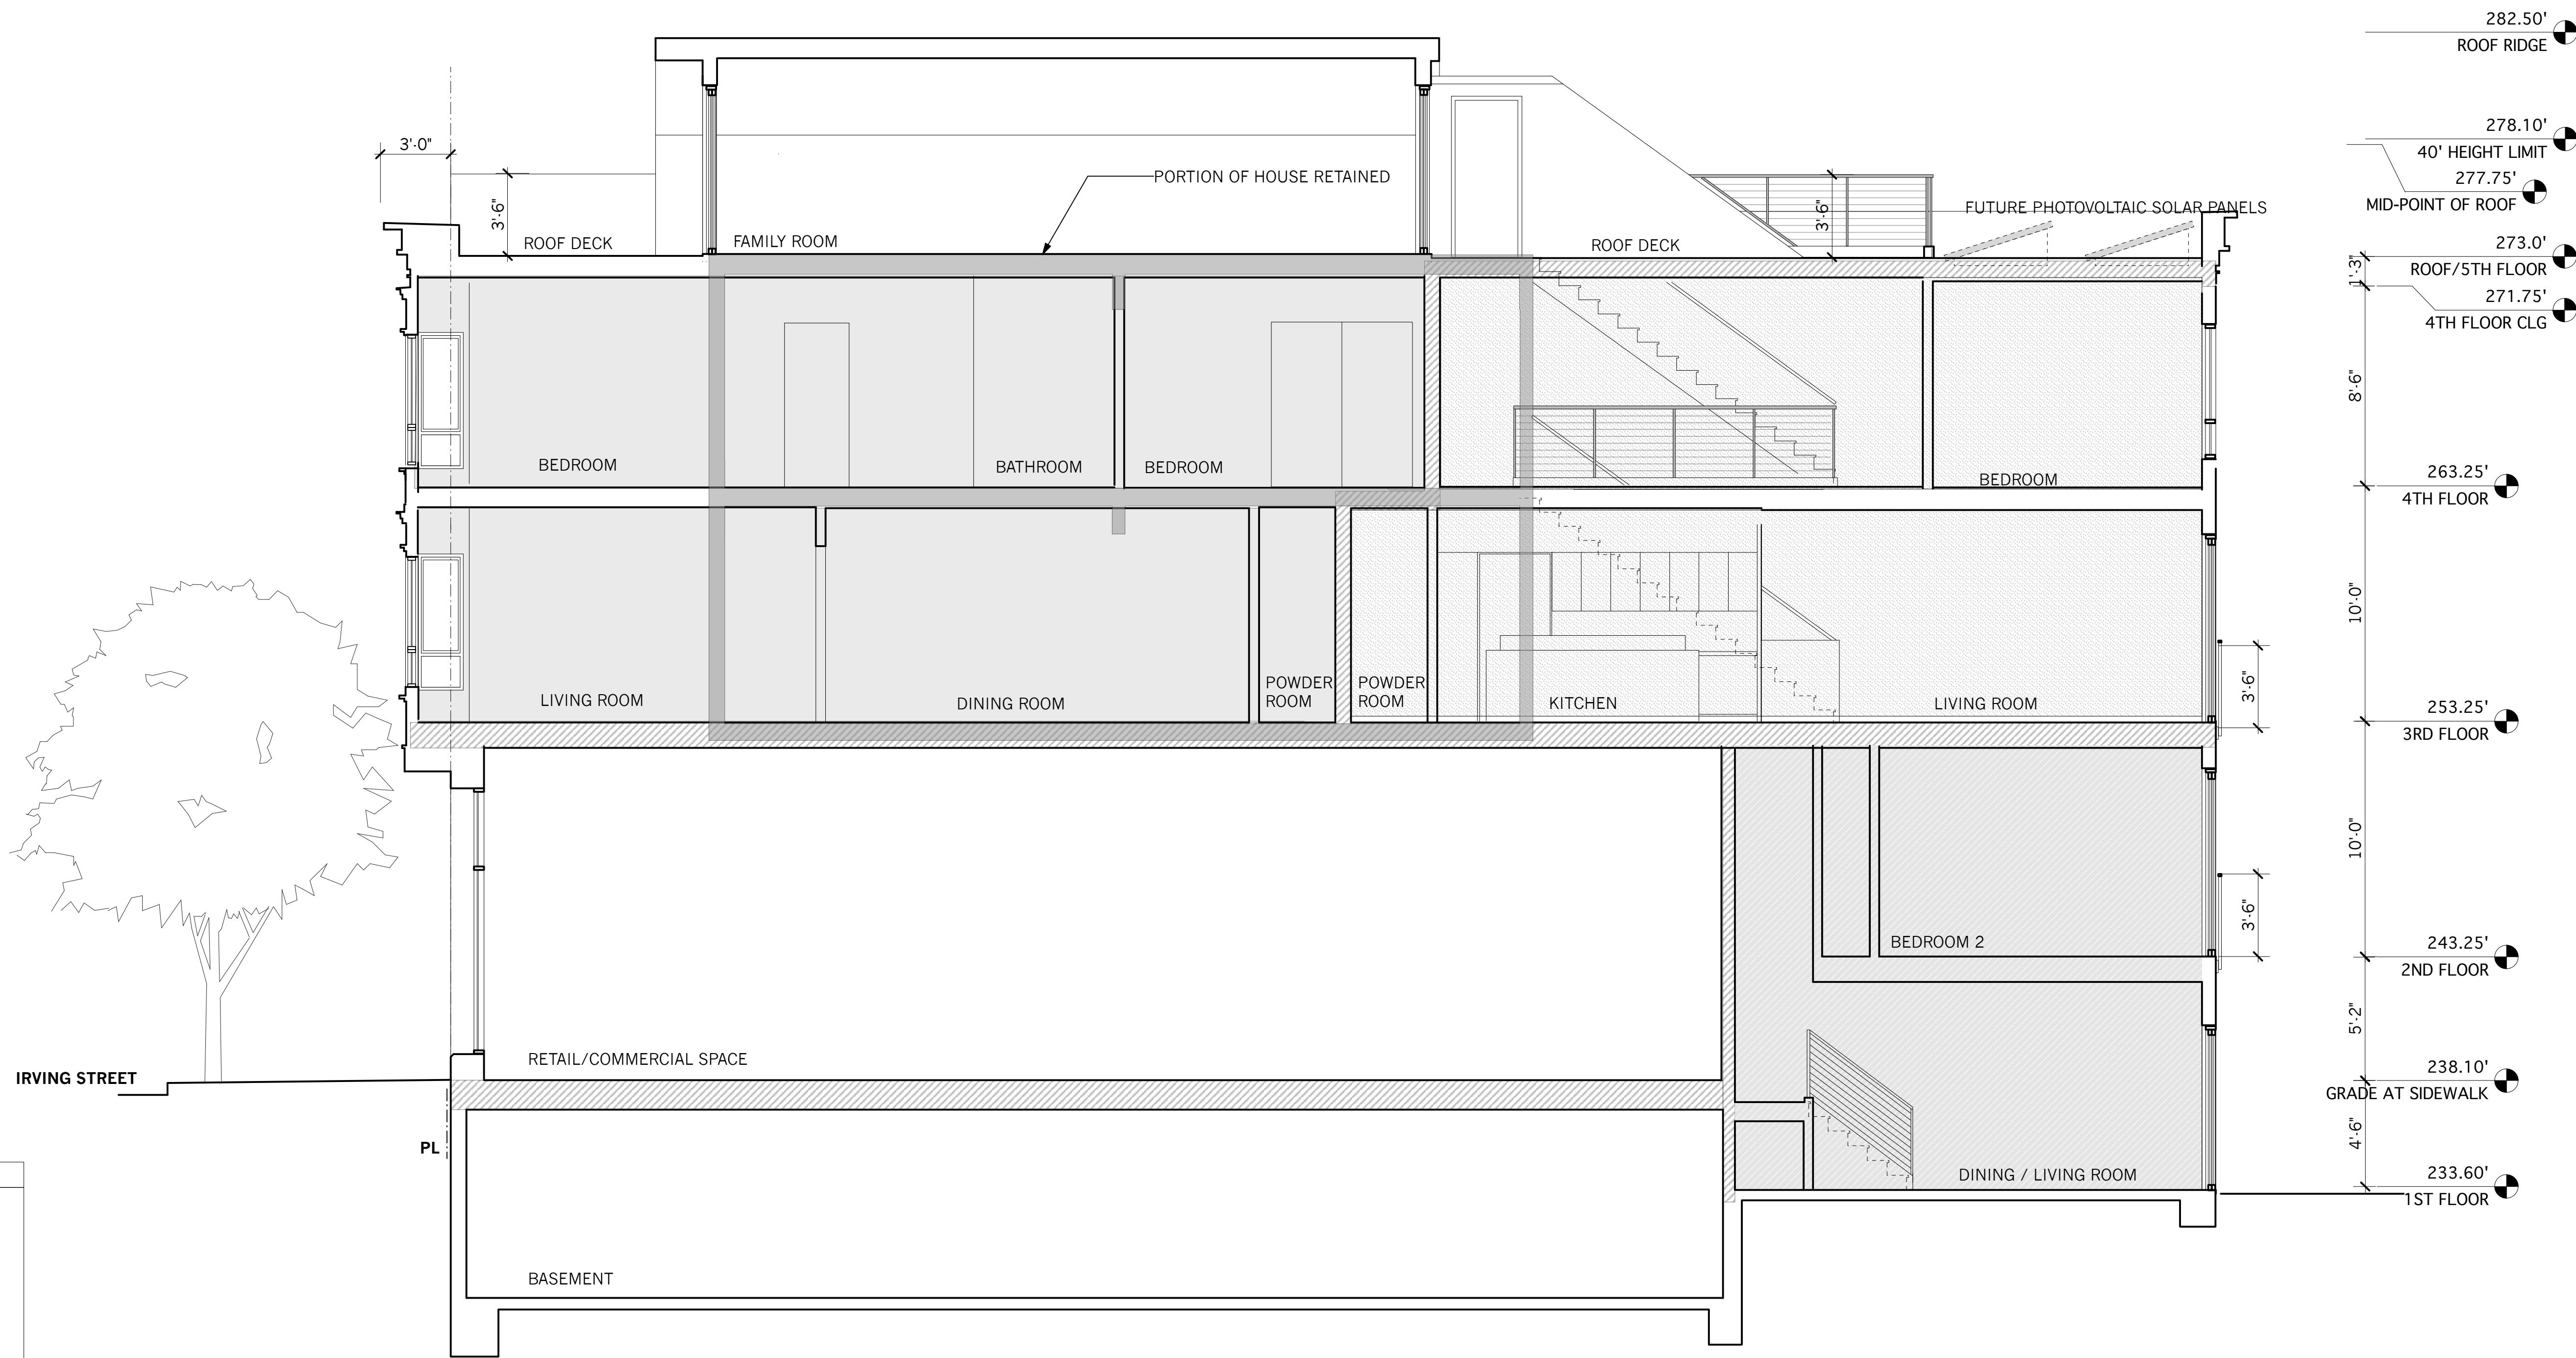 282.50'
ROOF RIDGE
278.10'
40' HEIGHT LIMIT
277.75'
MID-POINT OF ROOF
3'-0"
3'-6"
PORTION OF HOUSE RETAINED
3'-6"
FUTURE PHOTOVOLTAIC SOLAR PANELS
ROOF DECK
FAMILY ROOM
ROOF DECK
273.0'
ROOF/5TH FLOOR
1'-3"
271.75'
4TH FLOOR CLG
8'-6"
BEDROOM
BATHROOM
BEDROOM
BEDROOM
263.25'
4TH FLOOR
10'-0"
LIVING ROOM
DINING ROOM
POWDER
ROOM
POWDER
ROOM
KITCHEN
LIVING ROOM
3'-6"
253.25'
3RD FLOOR
10'-0"
3'-6"
BEDROOM 2
243.25'
2ND FLOOR
5'-2"
RETAIL/COMMERCIAL SPACE
IRVING STREET
238.10'
GRADE AT SIDEWALK
4'-6"
PL
DINING / LIVING ROOM
233.60'
1ST FLOOR
BASEMENT